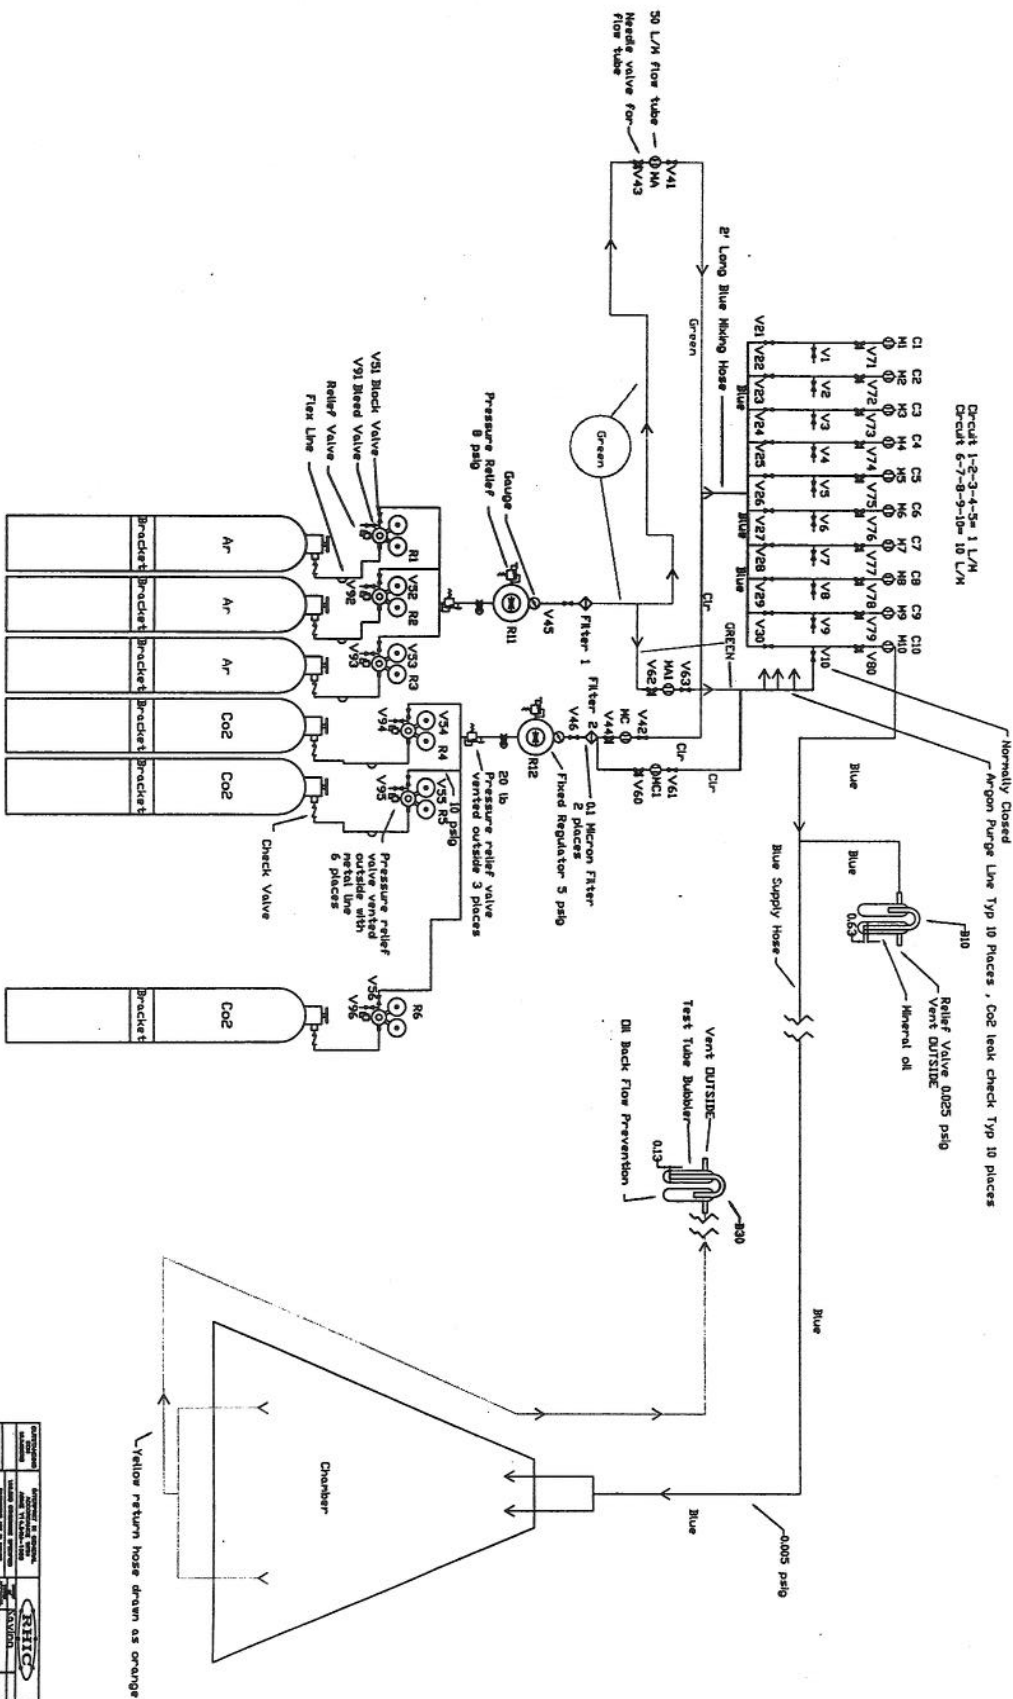 Circuit 1-2-3-4-5= 1 L/H
Circuit 6-7-8-9-10= 10 L/H
C1 C2 C3 C4 C5 C6 C7 C8 C9 C10
M1 M2 M3 M4 M5 M6 M7 M8 M9 M10
V71 V72 V73 V74 V75 V76 V77 V78 V79 V80
V1 V2 V3 V4 V5 V6 V7 V8 V9 V10
V21 V22 V23 V24 V25 V26 V27 V28 V29 V30
Blue Blue Blue
Normally Closed
Argon Purge Line Typ 10 Places , Co2 leak check Typ 10 places
2' Long Blue Mixing Hose
50 L/H flow tube
Needle valve for
flow tube
V41
MA
V43
Green
Green
Clr
GREEN
V63
MA1
V62
V42
MC
V44
Clr
Clr
V61
MC1
V60
Filter 1
V45
Gauge
R11
Pressure Relief
8 psig
Filter 2
0.1 Micron Filter
2 places
V46
Fixed Regulator 5 psig
R12
20 lb
Pressure relief valve
vented outside 3 places
10 psig
V51 Block Valve
V91 Bleed Valve
Relief Valve
Flex Line
R1
V52 R2
V92
V53 R3
V93
V54 R4
V94
V55 R5
V95
V56
V96
R6
Pressure relief
valve vented
outside with
metal line
6 places
Check Valve
Ar
Ar
Ar
Co2
Co2
Co2
Bracket
Bracket
Bracket
Bracket
Bracket
Bracket
Blue
Blue
Blue Supply Hose
B10
0.63
Relief Valve 0.025 psig
Vent OUTSIDE
Mineral oil
Vent OUTSIDE
Test Tube Bubbler
Oil Back Flow Prevention
0.13
B30
Blue
Blue
0.005 psig
Chamber
Yellow return hose drawn as orange
RHIC